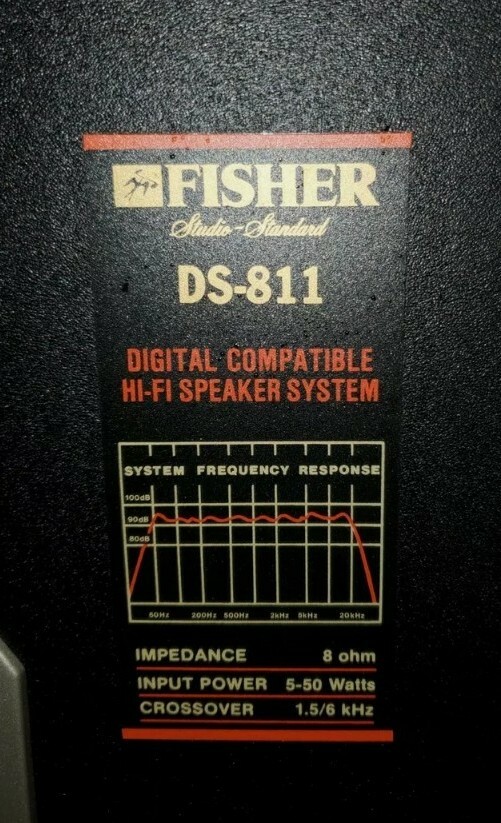 FISHER
Studio-Standard
DS-811
DIGITAL COMPATIBLE
HI-FI SPEAKER SYSTEM
SYSTEM FREQUENCY RESPONSE
100dB
90dB
80dB
50Hz 200Hz 500Hz 2kHz 5kHz 20kHz
IMPEDANCE 8 ohm
INPUT POWER 5-50 Watts
CROSSOVER 1.5/6 kHz